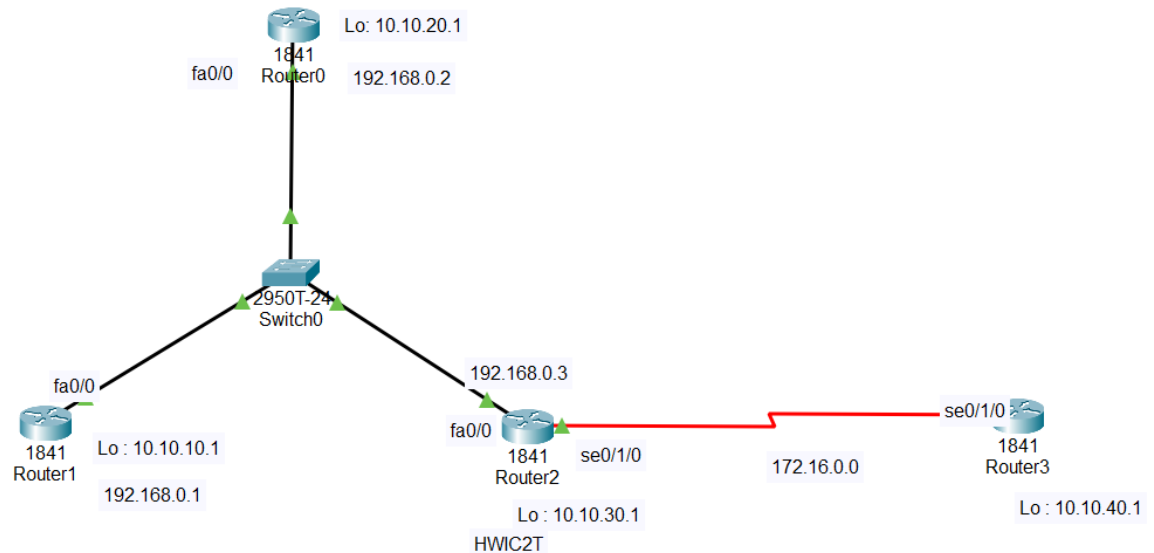 Lo: 10.10.20.1
1841
Router0
fa0/0
192.168.0.2
2950T-24
Switch0
fa0/0
1841
Router1
Lo : 10.10.10.1
192.168.0.1
192.168.0.3
fa0/0
1841
Router2
se0/1/0
Lo : 10.10.30.1
HWIC2T
172.16.0.0
se0/1/0
1841
Router3
Lo : 10.10.40.1